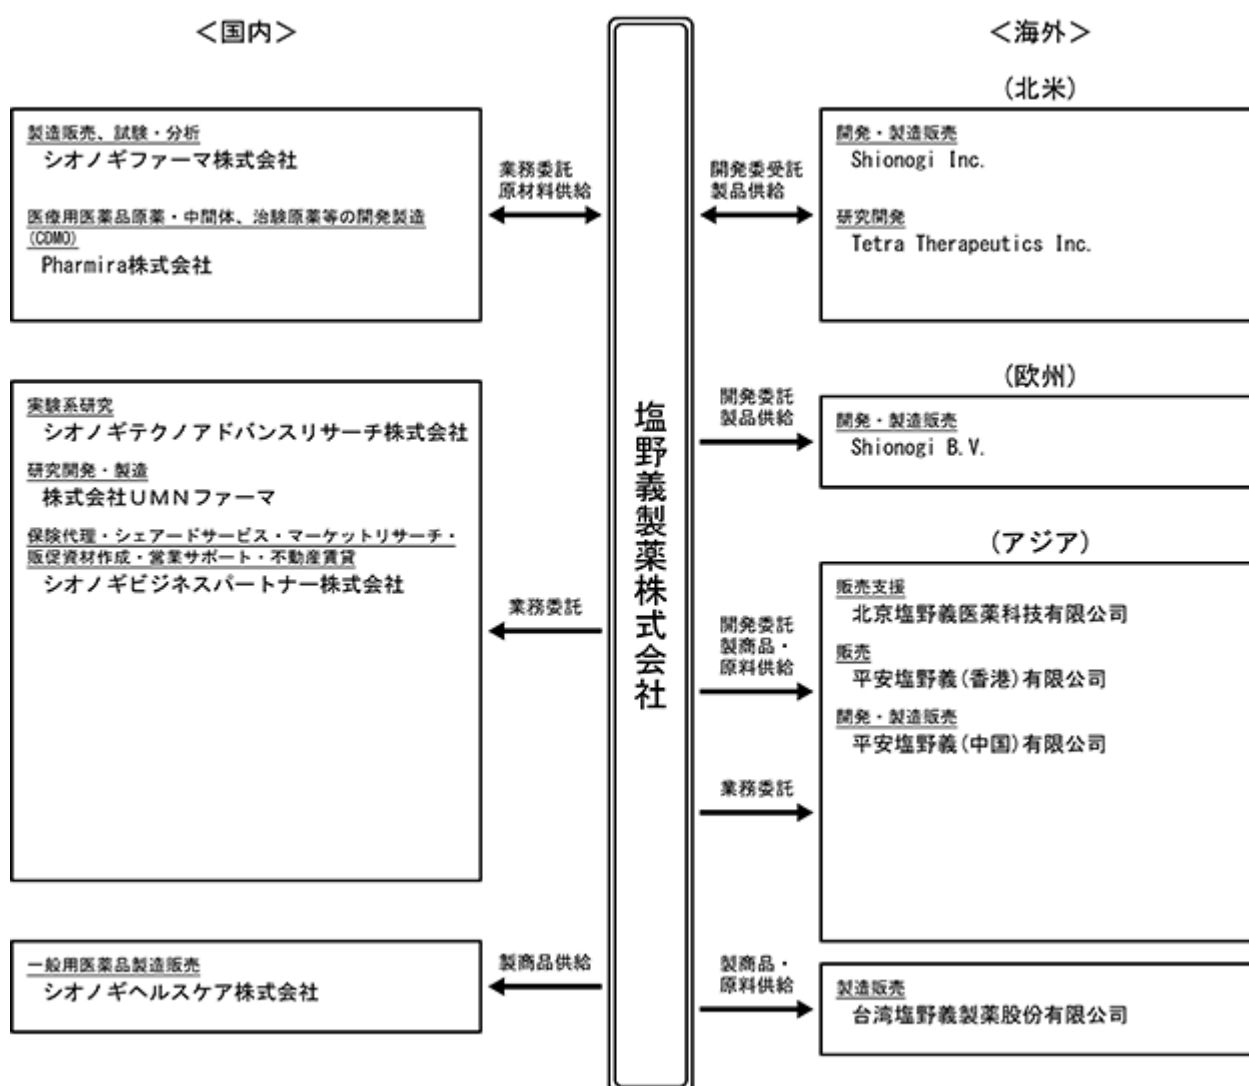 ＜国内＞
製造販売、試験・分析
シオノギファーマ株式会社
医療用医薬品原薬・中間体、治験原薬等の開発製造
(CDMO)
Pharmira株式会社
業務委託
原材料供給
実験系研究
シオノギテクノアドバンスリサーチ株式会社
研究開発・製造
株式会社ＵＭＮファーマ
保険代理・シェアードサービス・マーケットリサーチ・
販促資材作成・営業サポート・不動産賃貸
シオノギビジネスパートナー株式会社
業務委託
一般用医薬品製造販売
シオノギヘルスケア株式会社
製商品供給
塩野義製薬株式会社
＜海外＞
(北米)
開発委受託
製品供給
開発・製造販売
Shionogi Inc.
研究開発
Tetra Therapeutics Inc.
(欧州)
開発委託
製品供給
開発・製造販売
Shionogi B.V.
(アジア)
開発委託
製商品・
原料供給
業務委託
販売支援
北京塩野義医薬科技有限公司
販売
平安塩野義(香港)有限公司
開発・製造販売
平安塩野義(中国)有限公司
製商品・
原料供給
製造販売
台湾塩野義製薬股份有限公司